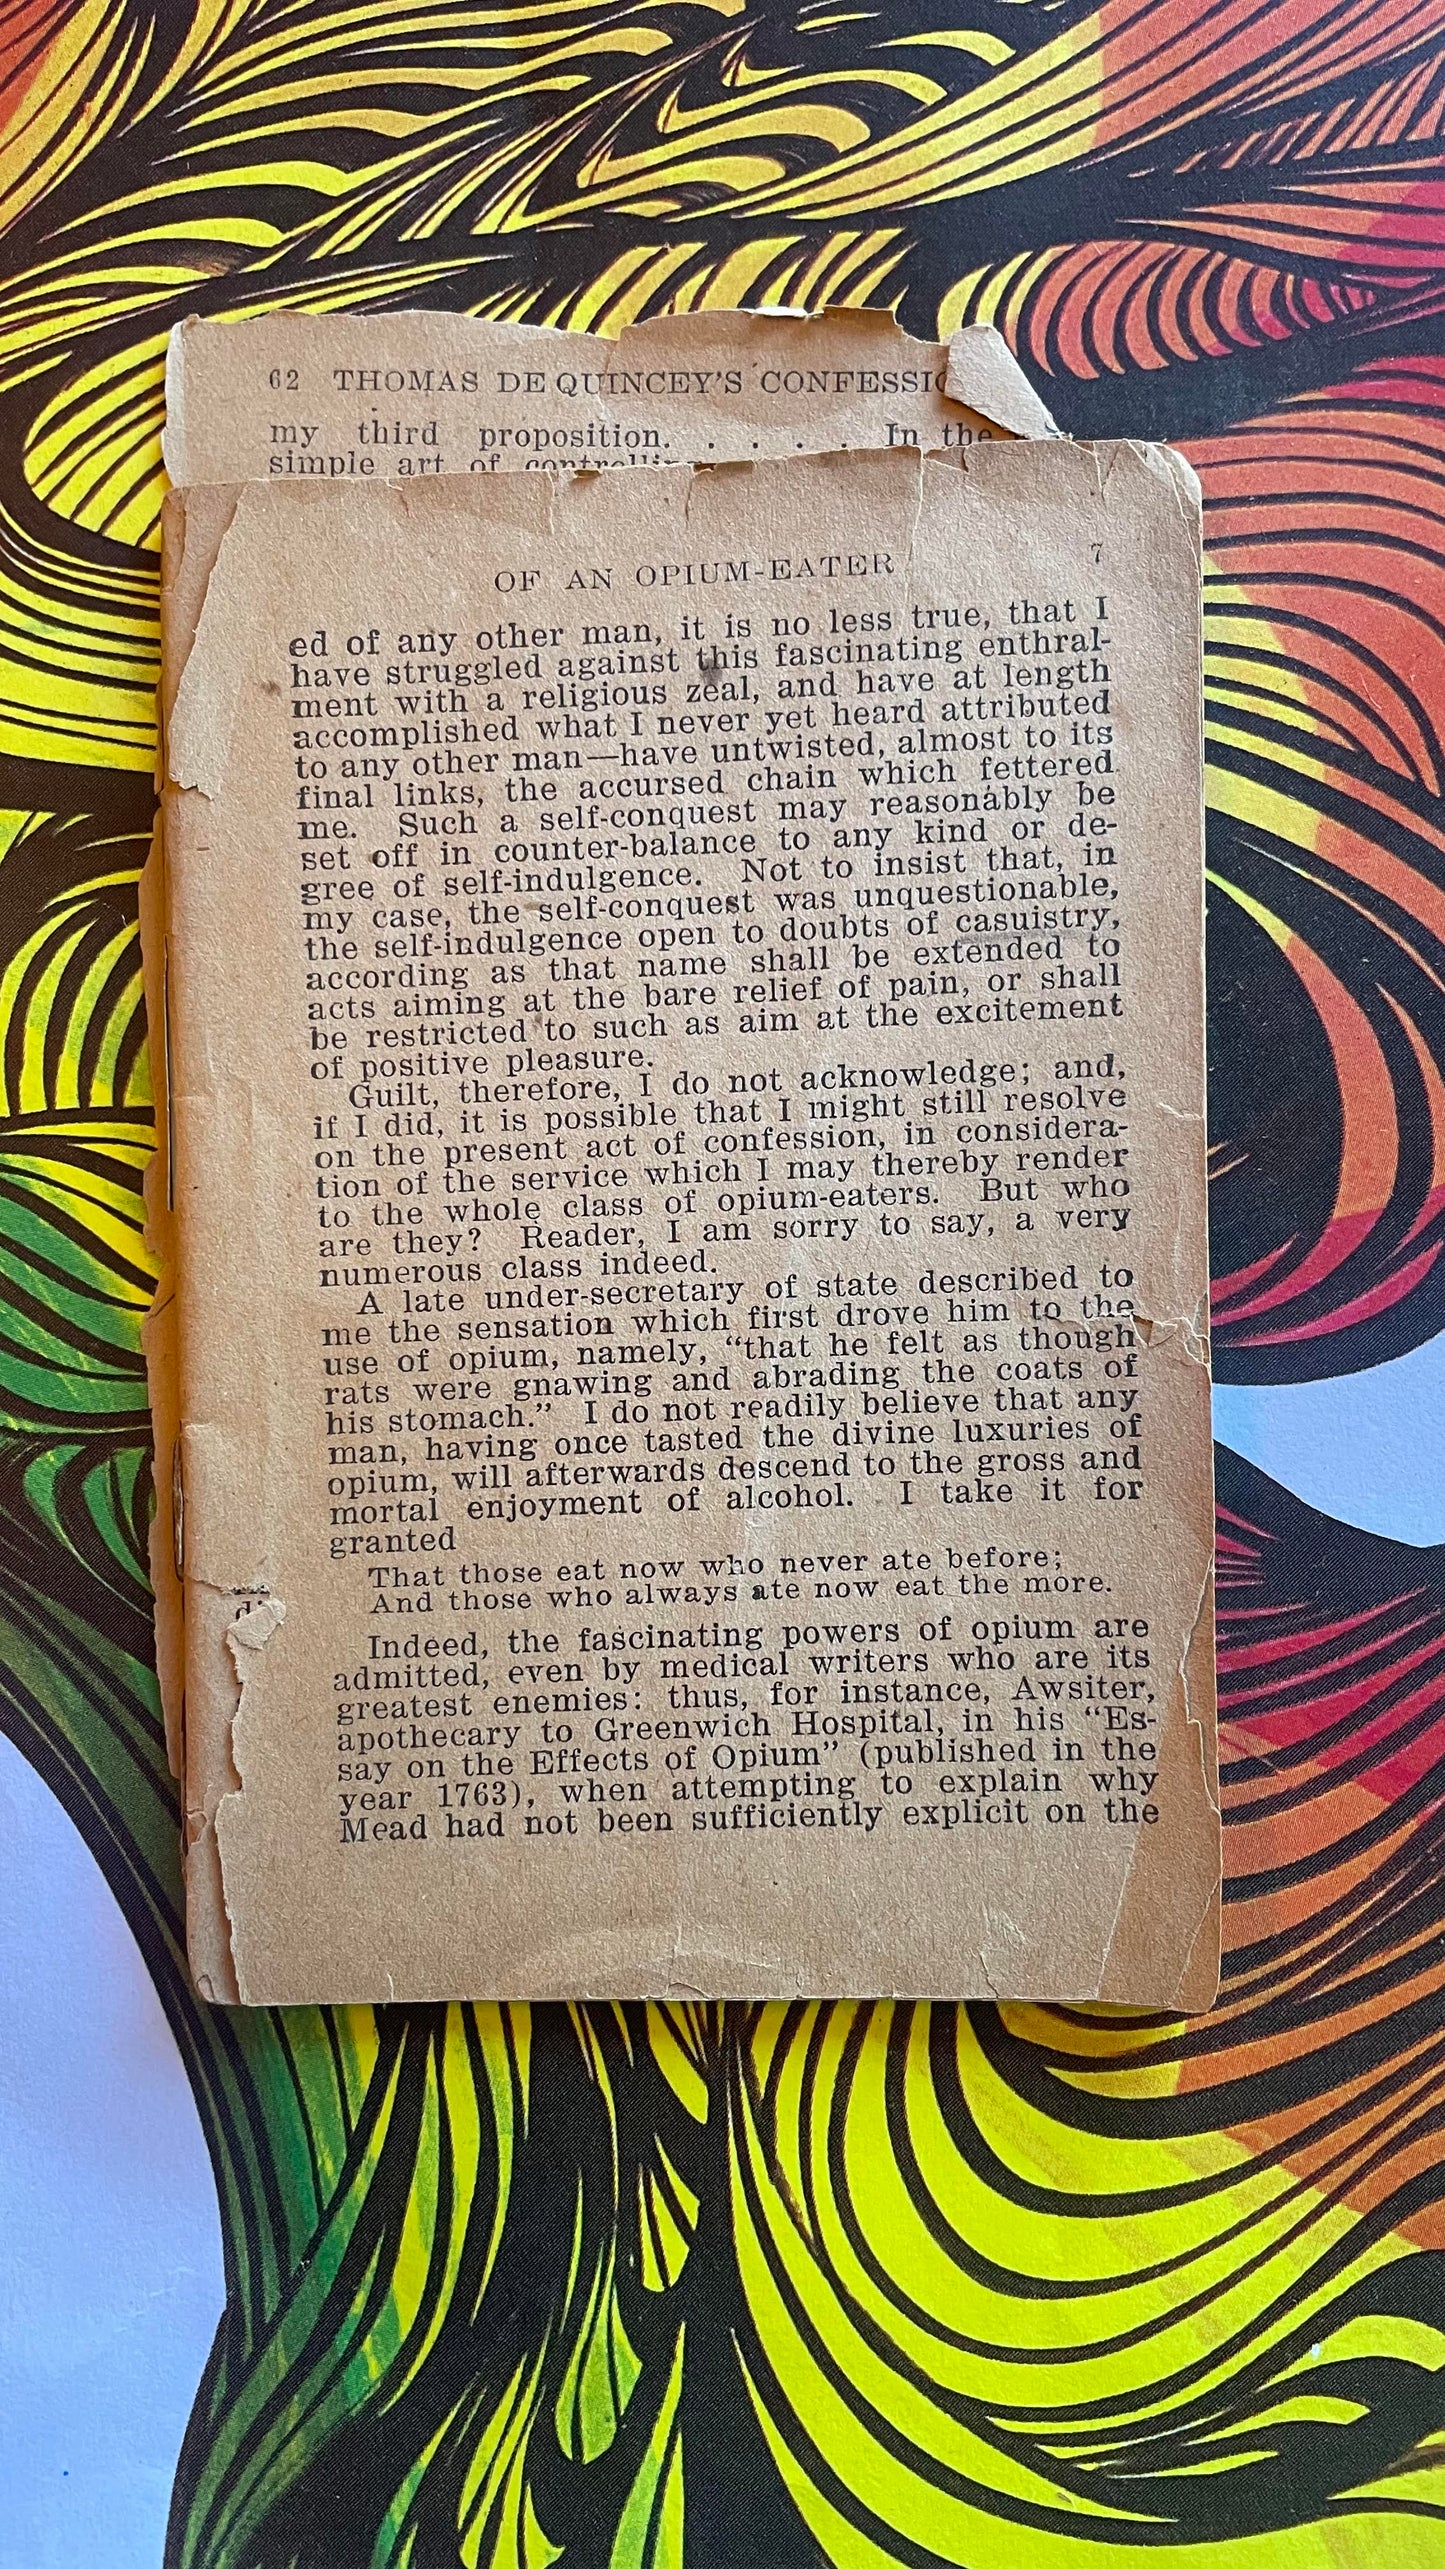 62 THOMAS DE QUINCEY'S
my third proposition. . . . . In the
simple art of
OF AN OPIUM-EATER 7
ed of any other man, it is no less true, that I
have struggled against this fascinating enthral-
ment with a religious zeal, and have at length
accomplished what I never yet heard attributed
to any other man—have untwisted, almost to its
final links, the accursed chain which fettered
me. Such a self-conquest may reasonably be
set off in counter-balance to any kind or de-
gree of self-indulgence. Not to insist that, in
my case, the self-conquest was unquestionable,
the self-indulgence open to doubts of casuistry,
according as that name shall be extended to
acts aiming at the bare relief of pain, or shall
be restricted to such as aim at the excitement
of positive pleasure.
Guilt, therefore, I do not acknowledge; and,
if I did, it is possible that I might still resolve
on the present act of confession, in considera-
tion of the service which I may thereby render
to the whole class of opium-eaters. But who
are they? Reader, I am sorry to say, a very
numerous class indeed.
A late under-secretary of state described to
me the sensation which first drove him to the
use of opium, namely, “that he felt as though
rats were gnawing and abrading the coats of
his stomach.” I do not readily believe that any
man, having once tasted the divine luxuries of
opium, will afterwards descend to the gross and
mortal enjoyment of alcohol. I take it for
granted
That those eat now who never ate before;
And those who always ate now eat the more.
Indeed, the fascinating powers of opium are
admitted, even by medical writers who are its
greatest enemies: thus, for instance, Awsiter,
apothecary to Greenwich Hospital, in his “Es-
say on the Effects of Opium” (published in the
year 1763), when attempting to explain why
Mead had not been sufficiently explicit on the